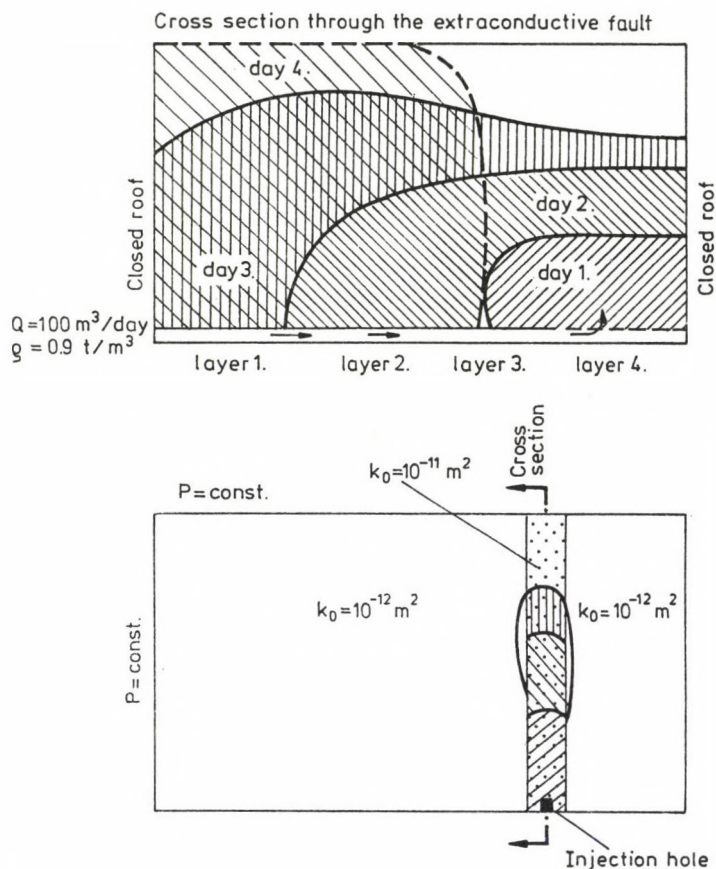 Cross section through the extraconductive fault
day 4.
Closed roof
day 3.
day 2.
day 1.
Closed roof
Q=100 m³/day
ϱ = 0.9 t/m³
layer 1.
layer 2.
layer 3.
layer 4.
Cross
section
k₀=10⁻¹¹ m²
P=const.
P=const.
k₀=10⁻¹² m²
k₀=10⁻¹² m²
Injection hole